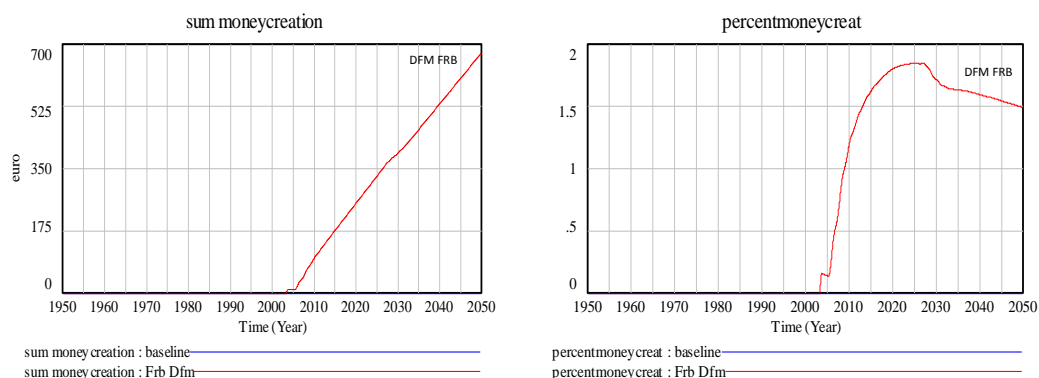 sum moneycreation
700
DFM FRB
525
350
175
0
euro
1950 1960 1970 1980 1990 2000 2010 2020 2030 2040 2050
Time (Year)
sum moneycreation : baseline
sum moneycreation : Frb Dfm
percentmoneycreat
2
DFM FRB
1.5
1
.5
0
1950 1960 1970 1980 1990 2000 2010 2020 2030 2040 2050
Time (Year)
percentmoneycreat : baseline
percentmoneycreat : Frb Dfm